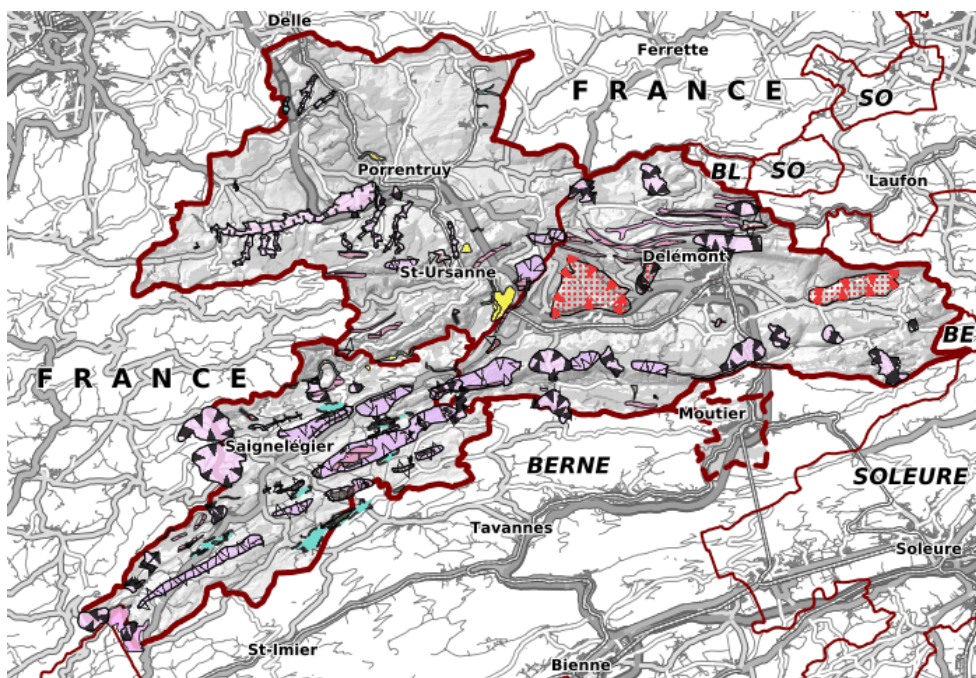 Delle
Ferrette
F R A N C E
SO
Porrentruy
BL
SO
Laufon
Delémont
St-Ursanne
BE
F R A N C E
Moutier
Saignelégier
BERNE
SOLEURE
Tavannes
Soleure
St-Imier
Bienne